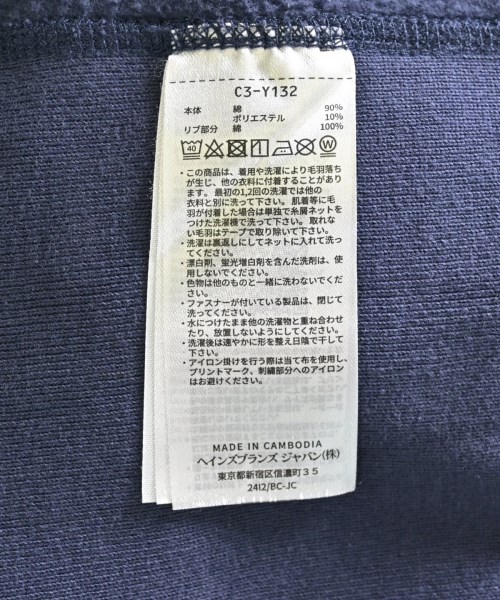 C3-Y132
本体 綿 90%
ポリエステル 10%
リブ部分 綿 100%
40 W
・この商品は、着用や洗濯により毛羽落ち
が生じ、他の衣料に付着することがあり
ます。最初の1,2回の洗濯では他の
衣料と別に洗って下さい。肌着等に毛
羽が付着した場合は単独で糸屑ネットを
つけた洗濯機で洗って下さい。取れな
い毛羽はテープで取り除いて下さい。
・洗濯は裏返しにしてネットに入れて洗っ
てください。
・漂白剤、蛍光増白剤を含んだ洗剤は、使
用しないでください。
・色物は他のものと一緒に洗わないでくだ
さい。
・ファスナーが付いている製品は、閉じて
洗ってください。
・水につけたまま他の洗濯物と重ね合わせ
たり、放置しないようにしてください。
・洗濯後は速やかに形を整え日陰で干して
下さい。
・アイロン掛けを行う際は当て布を使用し、
プリントマーク、刺繍部分へのアイロン
はお避けください。
MADE IN CAMBODIA
ヘインズブランズ ジャパン(株)
東京都新宿区信濃町35
2412/BC-JC